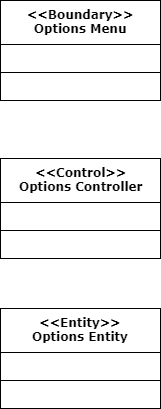 <<Boundary>>
Options Menu
<<Control>>
Options Controller
<<Entity>>
Options Entity